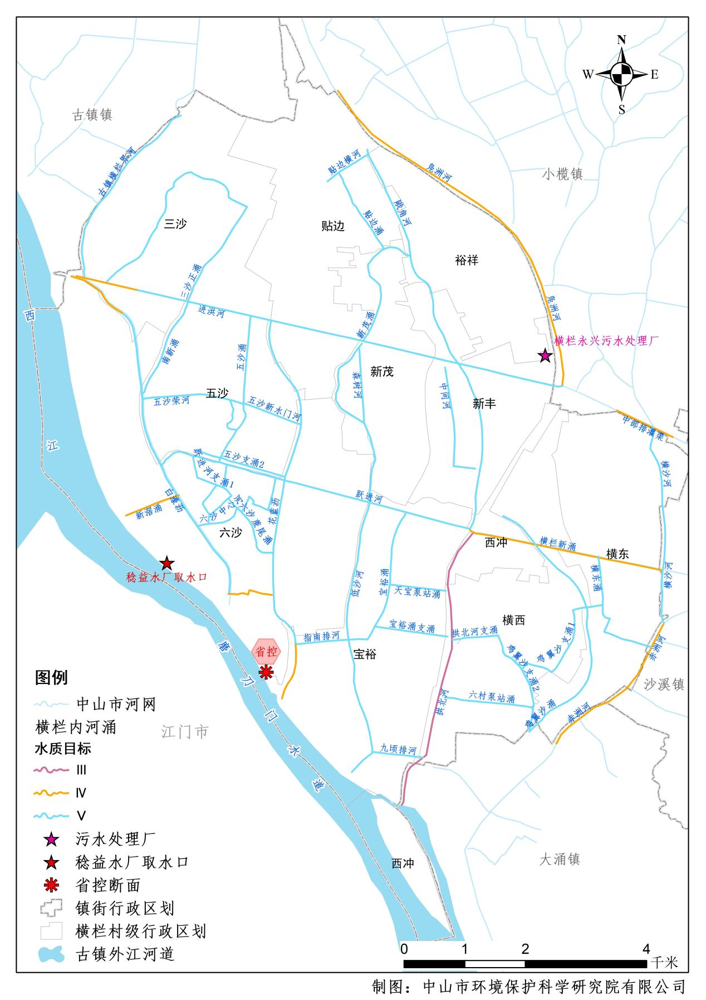 N
W
E
S
古镇镇
小榄镇
古镇横栏界河
贴边横河
凫洲河
三沙
贴边
贴边涌
戙角河
裕祥
三沙正涌
西
进洪河
凫洲河
新茂涌
横栏永兴污水处理厂
南新涌
五沙涌
新茂
森树河
中间河
五沙
五沙荣河
五沙新水门河
新丰
中部排灌渠
江
跃进河支涌1
五沙支涌2
横沙河
跃进河
白濠沥
新滘涌
六沙中心河
六沙蔗尾涌
花蓝沥
六沙
西冲
横栏新涌
横东
稔益水厂取水口
低沙河
宝裕涌
天宝泵站涌
横东涌
横沙河
横西
宝裕涌支涌
拱北河支涌
指南排河
鸡翼沙支涌1
鸡翼沙支涌2
赤洲河
磨
刀
门
水
道
省控
宝裕
沙溪镇
拱北河
六村泵站涌
鸡翼沙涌
赤洲河
九顷排河
江门市
西冲
大涌镇
图例
中山市河网
横栏内河涌
水质目标
III
IV
V
污水处理厂
稔益水厂取水口
省控断面
镇街行政区划
横栏村级行政区划
古镇外江河道
0 1 2 4
千米
制图：中山市环境保护科学研究院有限公司